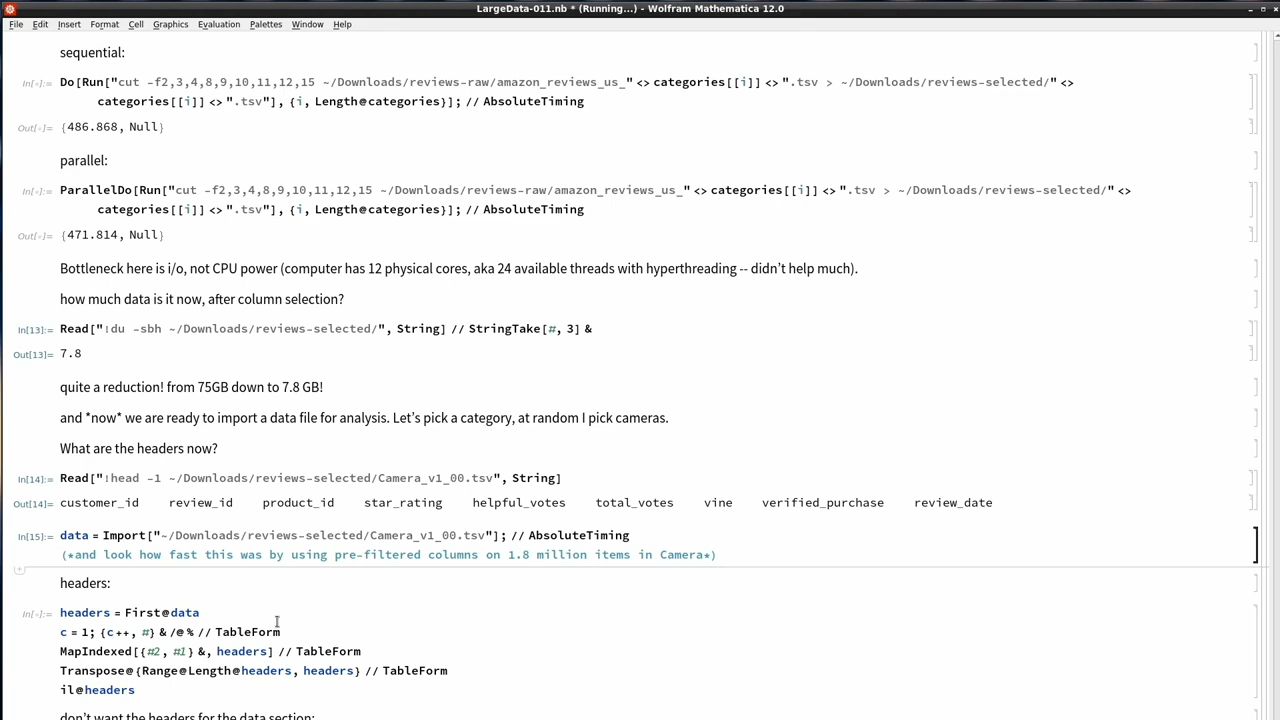 LargeData-011.nb * (Running...) - Wolfram Mathematica 12.0
File Edit Insert Format Cell Graphics Evaluation Palettes Window Help
sequential:
In[∘]:= Do[Run["cut -f2,3,4,8,9,10,11,12,15 ~/Downloads/reviews-raw/amazon_reviews_us_" <> categories[[i]] <> ".tsv > ~/Downloads/reviews-selected/" <>
categories[[i]] <> ".tsv"], {i, Length@categories}]; // AbsoluteTiming
Out[∘]= {486.868, Null}
parallel:
In[∘]:= ParallelDo[Run["cut -f2,3,4,8,9,10,11,12,15 ~/Downloads/reviews-raw/amazon_reviews_us_" <> categories[[i]] <> ".tsv > ~/Downloads/reviews-selected/" <>
categories[[i]] <> ".tsv"], {i, Length@categories}]; // AbsoluteTiming
Out[∘]= {471.814, Null}
Bottleneck here is i/o, not CPU power (computer has 12 physical cores, aka 24 available threads with hyperthreading -- didn't help much).
how much data is it now, after column selection?
In[13]:= Read["!du -sbh ~/Downloads/reviews-selected/", String] // StringTake[#, 3] &
Out[13]= 7.8
quite a reduction! from 75GB down to 7.8 GB!
and *now* we are ready to import a data file for analysis. Let's pick a category, at random I pick cameras.
What are the headers now?
In[14]:= Read["!head -1 ~/Downloads/reviews-selected/Camera_v1_00.tsv", String]
Out[14]= customer_id review_id product_id star_rating helpful_votes total_votes vine verified_purchase review_date
In[15]:= data = Import["~/Downloads/reviews-selected/Camera_v1_00.tsv"]; // AbsoluteTiming
(*and look how fast this was by using pre-filtered columns on 1.8 million items in Camera*)
headers:
In[∘]:= headers = First@data
c = 1; {c++, #} & /@ % // TableForm
MapIndexed[{#2, #1} &, headers] // TableForm
Transpose@{Range@Length@headers, headers} // TableForm
il@headers
don't want the headers for the data section: